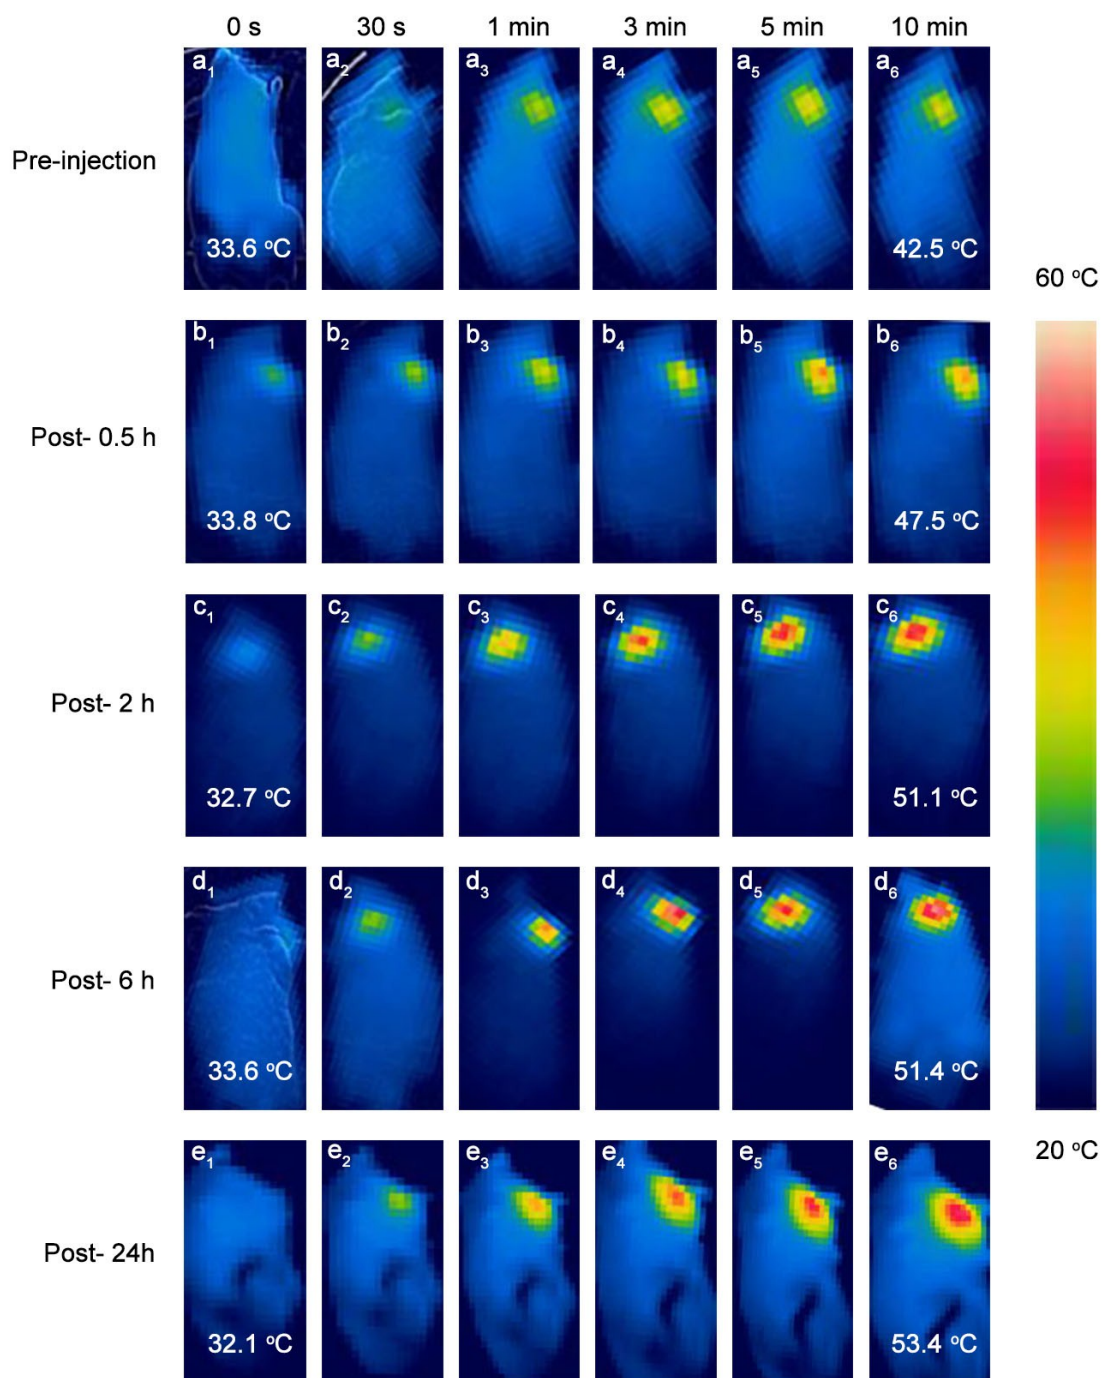 0 s 30 s 1 min 3 min 5 min 10 min
Pre-injection
a1 a2 a3 a4 a5 a6
33.6 °C 42.5 °C
60 °C
Post- 0.5 h
b1 b2 b3 b4 b5 b6
33.8 °C 47.5 °C
Post- 2 h
c1 c2 c3 c4 c5 c6
32.7 °C 51.1 °C
Post- 6 h
d1 d2 d3 d4 d5 d6
33.6 °C 51.4 °C
20 °C
Post- 24h
e1 e2 e3 e4 e5 e6
32.1 °C 53.4 °C